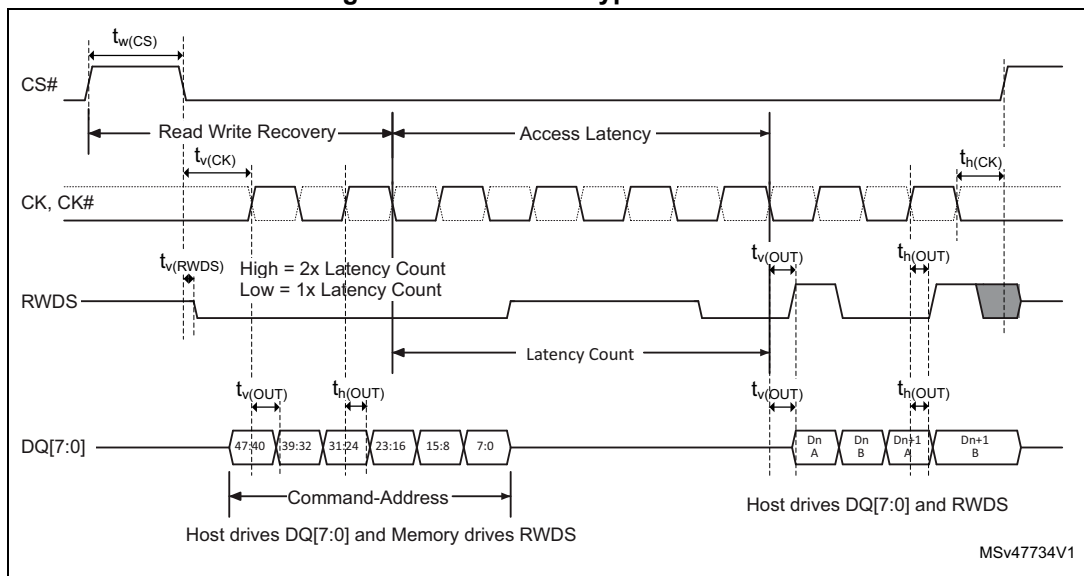 tw(CS)
CS#
Read Write Recovery
Access Latency
tv(CK)
th(CK)
CK, CK#
tv(RWDS)
High = 2x Latency Count
Low = 1x Latency Count
tv(OUT)
th(OUT)
RWDS
Latency Count
tv(OUT)
th(OUT)
tv(OUT)
th(OUT)
DQ[7:0]
47:40
39:32
31:24
23:16
15:8
7:0
Dn
A
Dn
B
Dn+1
A
Dn+1
B
Command-Address
Host drives DQ[7:0] and RWDS
Host drives DQ[7:0] and Memory drives RWDS
MSv47734V1